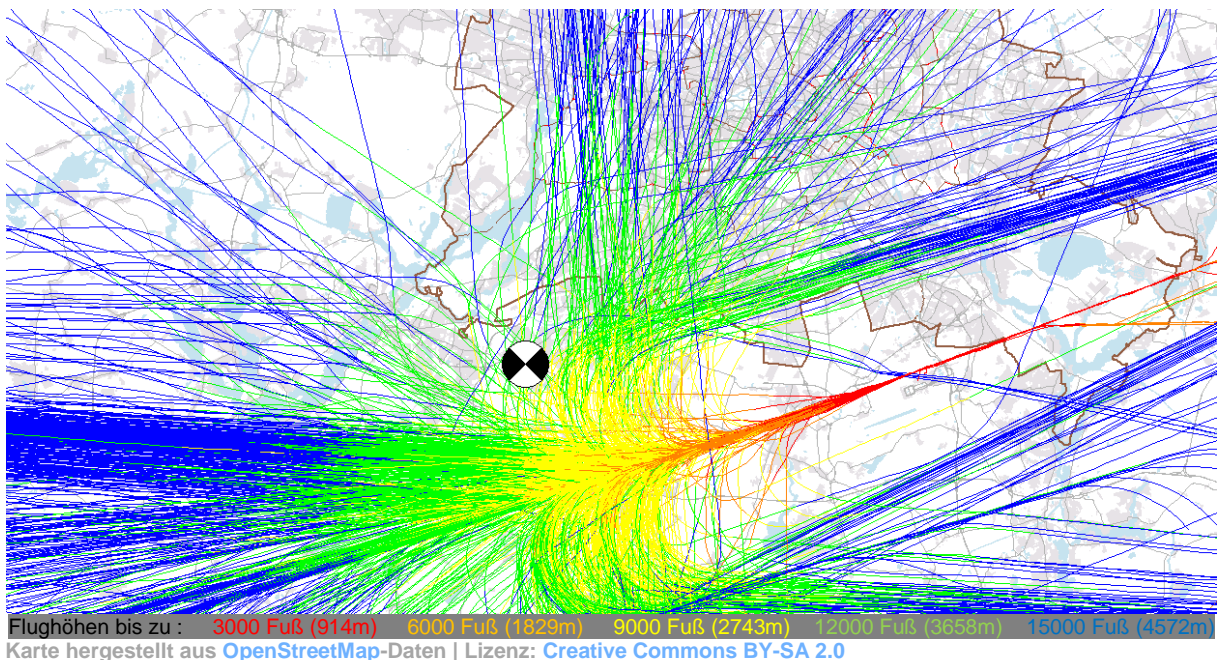 Flughöhen bis zu : 3000 Fuß (914m) 6000 Fuß (1829m) 9000 Fuß (2743m) 12000 Fuß (3658m) 15000 Fuß (4572m)
Karte hergestellt aus OpenStreetMap-Daten | Lizenz: Creative Commons BY-SA 2.0